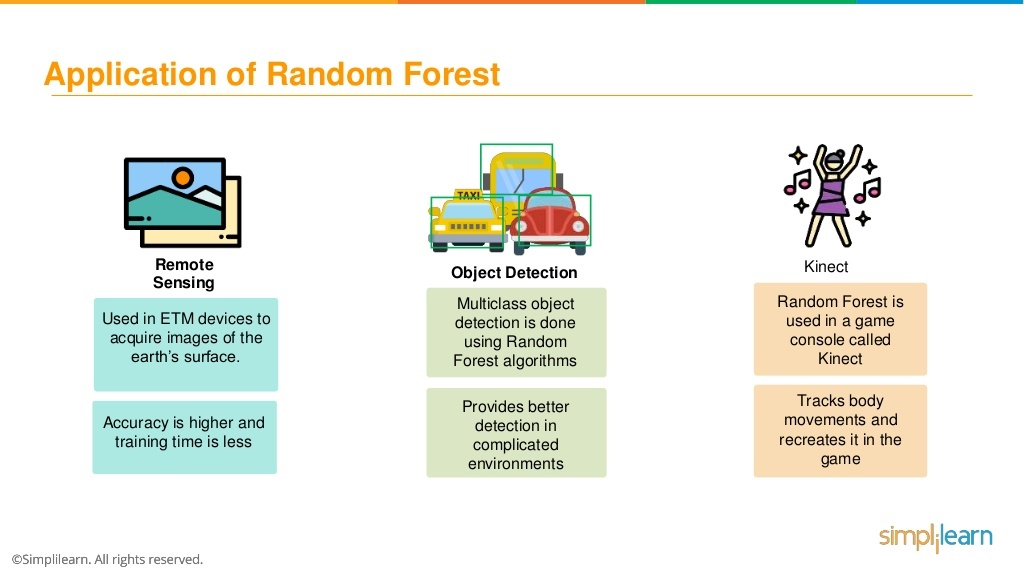 Application of Random Forest
TAXI
Remote
Sensing
Used in ETM devices to
acquire images of the
earth's surface.
Accuracy is higher and
training time is less
Object Detection
Multiclass object
detection is done
using Random
Forest algorithms
Provides better
detection in
complicated
environments
Kinect
Random Forest is
used in a game
console called
Kinect
Tracks body
movements and
recreates it in the
game
©Simplilearn. All rights reserved.
simplilearn